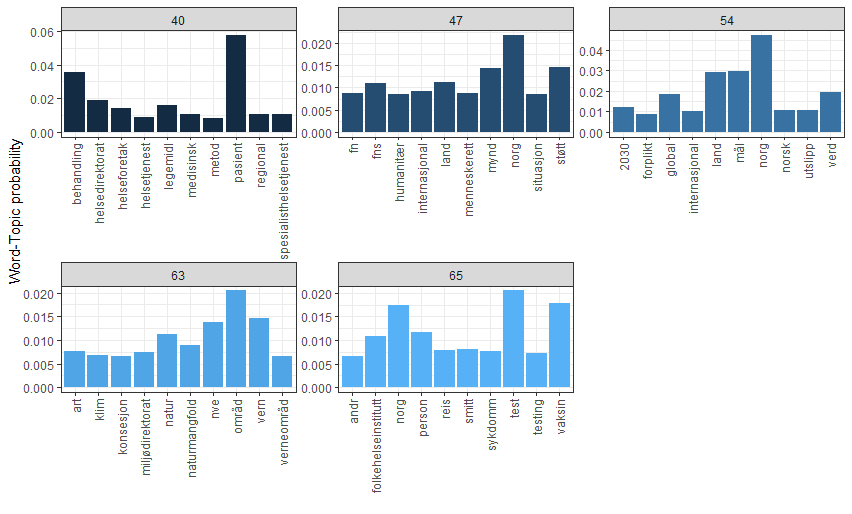 Word-Topic probability
40
0.06
0.04
0.02
0.00
behandling
helsedirektorat
helseforetak
helsetjenest
legemidl
medisinsk
metod
pasient
regional
spesialisthelsetjenest
47
0.020
0.015
0.010
0.005
0.000
fn
fns
humanitær
internasjonal
land
menneskerett
mynd
norg
situasjon
støtt
54
0.04
0.03
0.02
0.01
0.00
2030
forplikt
global
internasjonal
land
mål
norg
norsk
utslipp
verd
63
0.020
0.015
0.010
0.005
0.000
art
klim
konsesjon
miljødirektorat
natur
naturmangfold
nve
områd
vern
verneområd
65
0.020
0.015
0.010
0.005
0.000
andr
folkehelseinstitutt
norg
person
reis
smitt
sykdomm
test
testing
vaksin